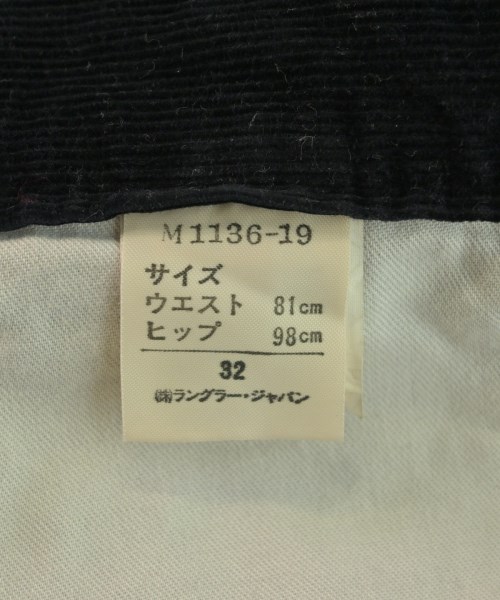 M1136-19
サイズ
ウエスト 81cm
ヒップ 98cm
32
㈱ラングラー・ジャパン